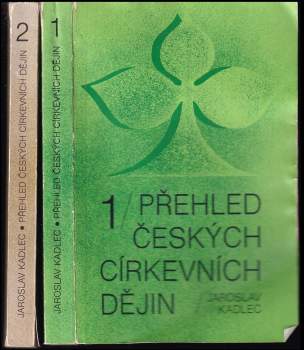 JAROSLAV KADLEC • PŘEHLED ČESKÝCH CÍRKEVNÍCH DĚJIN 2
JAROSLAV KADLEC • PŘEHLED ČESKÝCH CÍRKEVNÍCH DĚJIN 1
1/PŘEHLED
ČESKÝCH
CÍRKEVNÍCH
DĚJIN /JAROSLAV
KADLEC